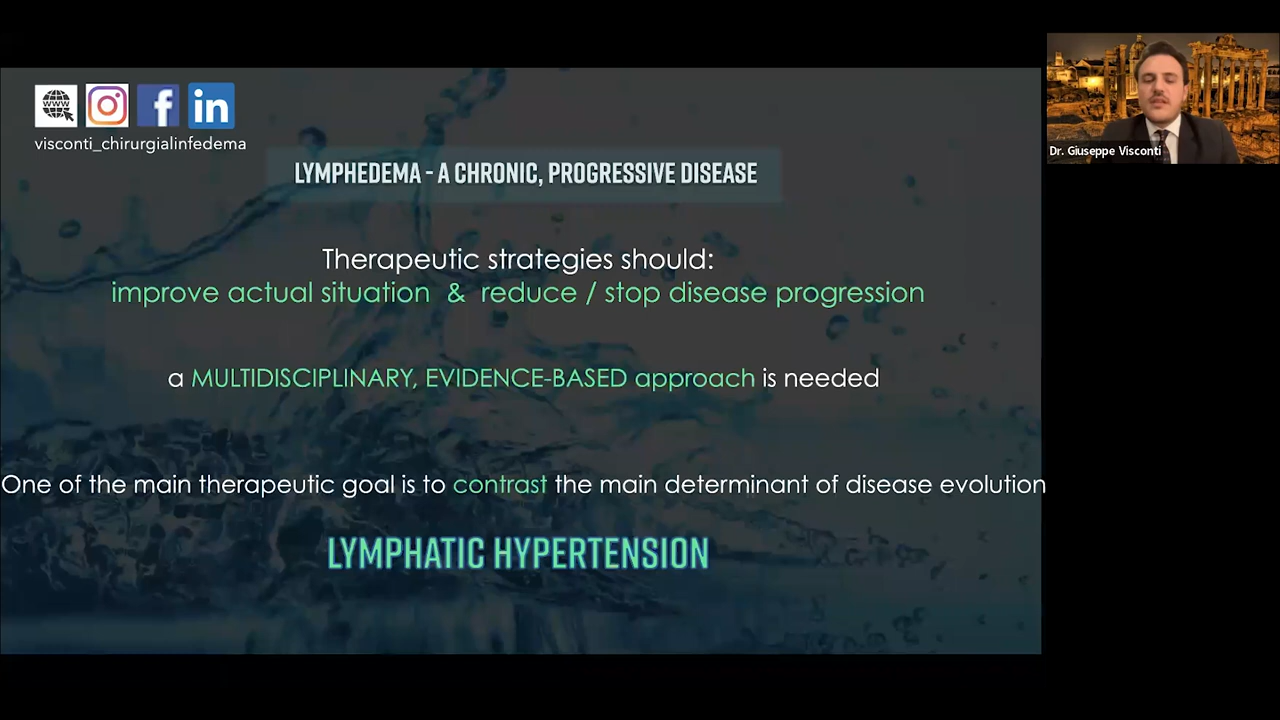 www
in
visconti_chirurgialinfedema
LYMPHEDEMA - A CHRONIC, PROGRESSIVE DISEASE
Therapeutic strategies should:
improve actual situation & reduce / stop disease progression
a MULTIDISCIPLINARY, EVIDENCE-BASED approach is needed
One of the main therapeutic goal is to contrast the main determinant of disease evolution
LYMPHATIC HYPERTENSION
Dr. Giuseppe Visconti